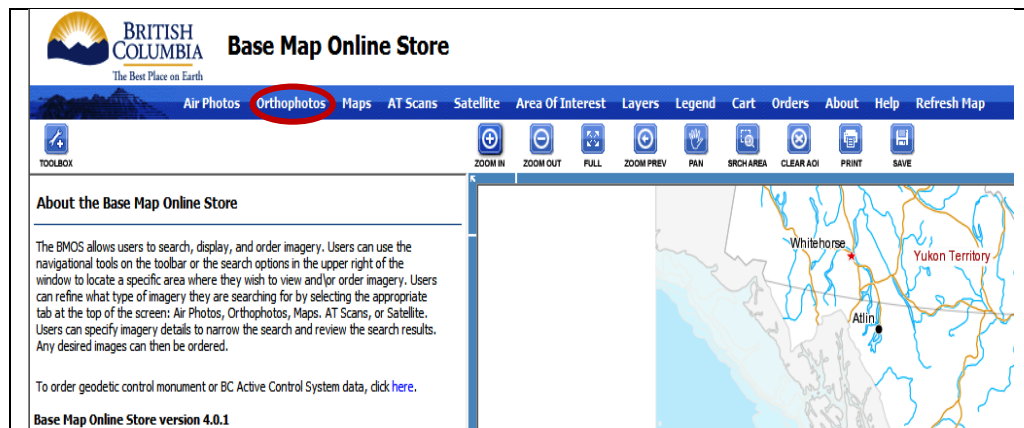 BRITISH
COLUMBIA
The Best Place on Earth
Base Map Online Store
Air Photos Orthophotos Maps AT Scans Satellite Area Of Interest Layers Legend Cart Orders About Help Refresh Map
TOOLBOX
ZOOM IN ZOOM OUT FULL ZOOM PREV PAN SRCH AREA CLEAR AOI PRINT SAVE
About the Base Map Online Store
The BMOS allows users to search, display, and order imagery. Users can use the
navigational tools on the toolbar or the search options in the upper right of the
window to locate a specific area where they wish to view and\or order imagery. Users
can refine what type of imagery they are searching for by selecting the appropriate
tab at the top of the screen: Air Photos, Orthophotos, Maps. AT Scans, or Satellite.
Users can specify imagery details to narrow the search and review the search results.
Any desired images can then be ordered.
To order geodetic control monument or BC Active Control System data, click here.
Base Map Online Store version 4.0.1
Whitehorse
Yukon Territory
Atlin